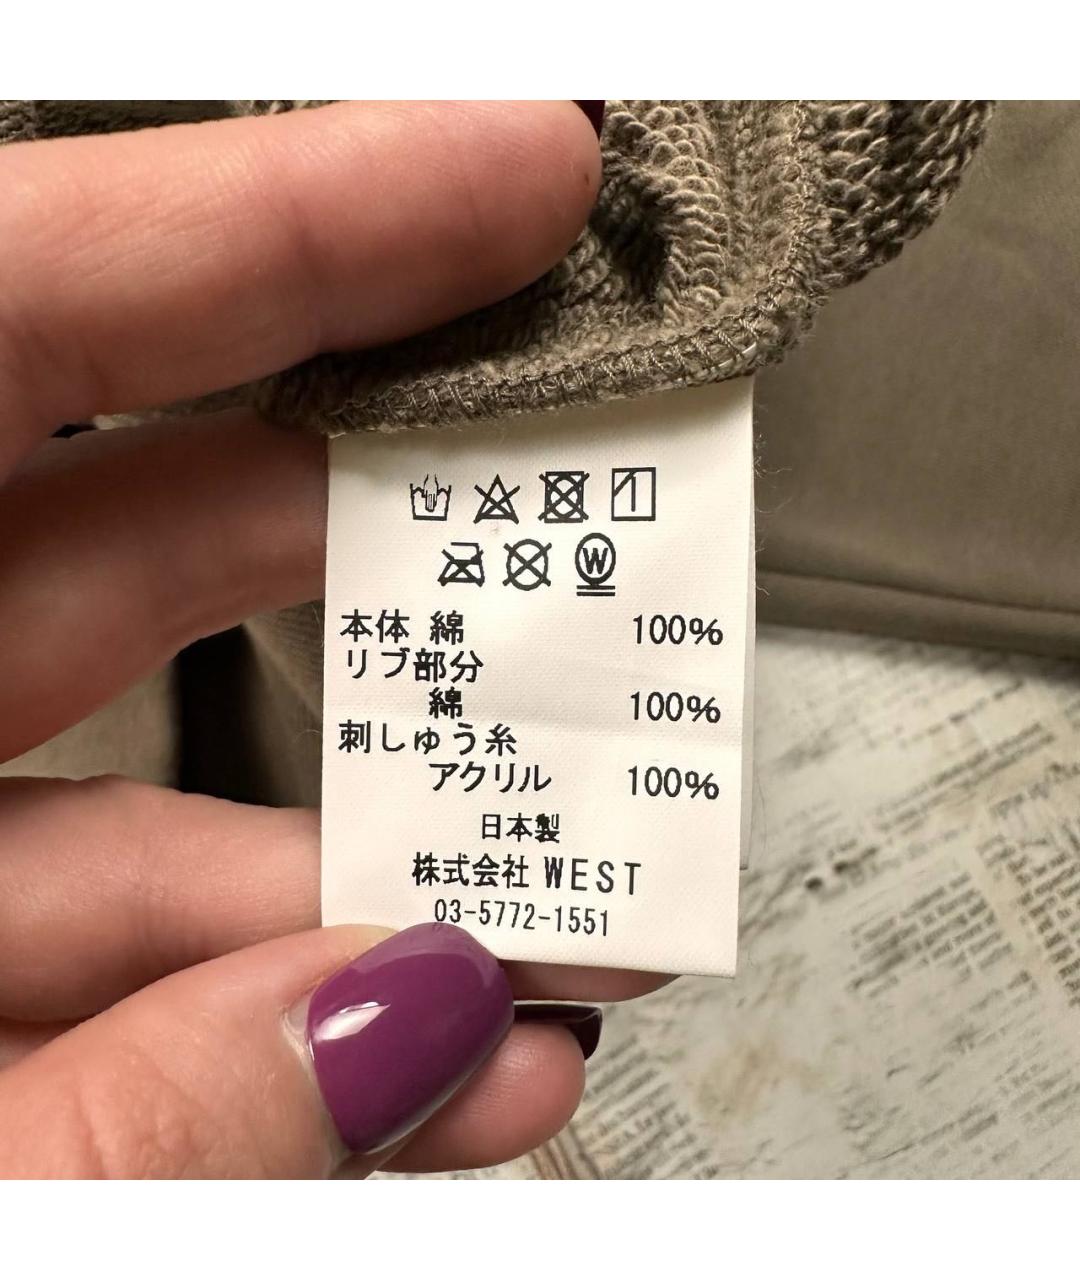 W
本体 綿 100%
リブ部分
綿 100%
刺しゅう糸
アクリル 100%
日本製
株式会社 WEST
03-5772-1551